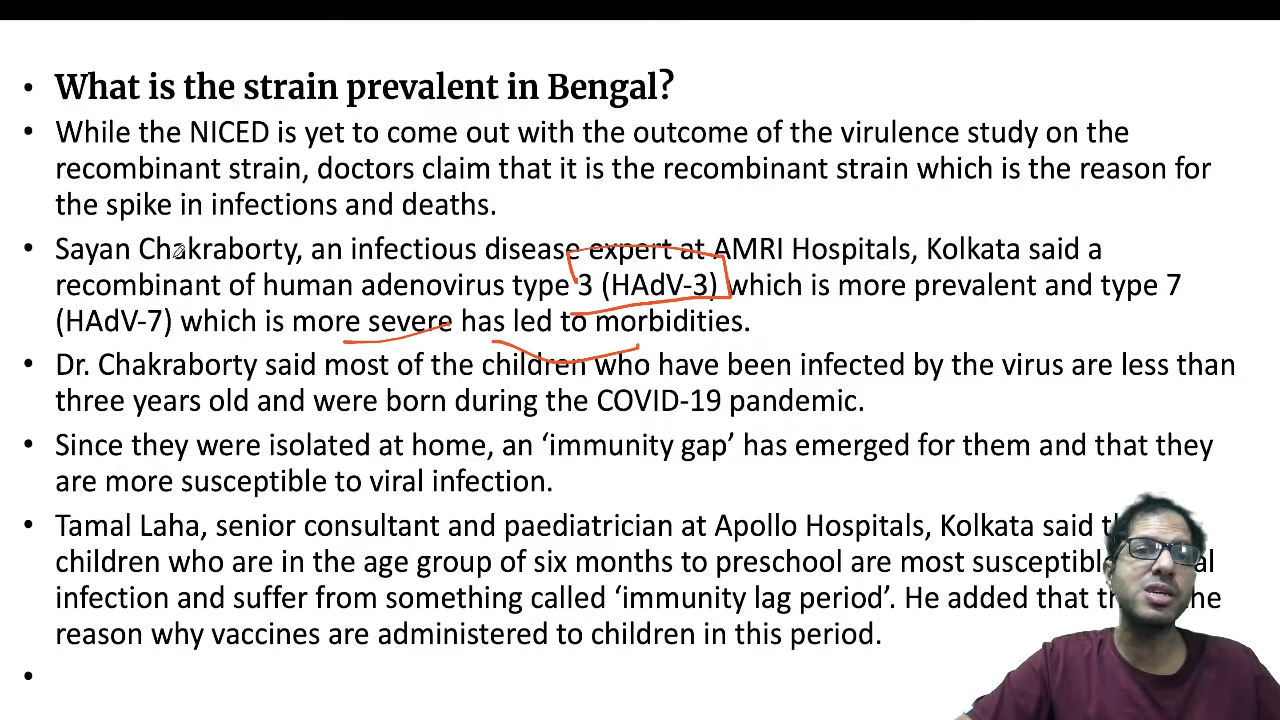 • What is the strain prevalent in Bengal?
• While the NICED is yet to come out with the outcome of the virulence study on the
recombinant strain, doctors claim that it is the recombinant strain which is the reason for
the spike in infections and deaths.
• Sayan Chakraborty, an infectious disease expert at AMRI Hospitals, Kolkata said a
recombinant of human adenovirus type 3 (HAdV-3) which is more prevalent and type 7
(HAdV-7) which is more severe has led to morbidities.
• Dr. Chakraborty said most of the children who have been infected by the virus are less than
three years old and were born during the COVID-19 pandemic.
• Since they were isolated at home, an ‘immunity gap’ has emerged for them and that they
are more susceptible to viral infection.
• Tamal Laha, senior consultant and paediatrician at Apollo Hospitals, Kolkata said
children who are in the age group of six months to preschool are most susceptible
infection and suffer from something called ‘immunity lag period’. He added that
reason why vaccines are administered to children in this period.
•